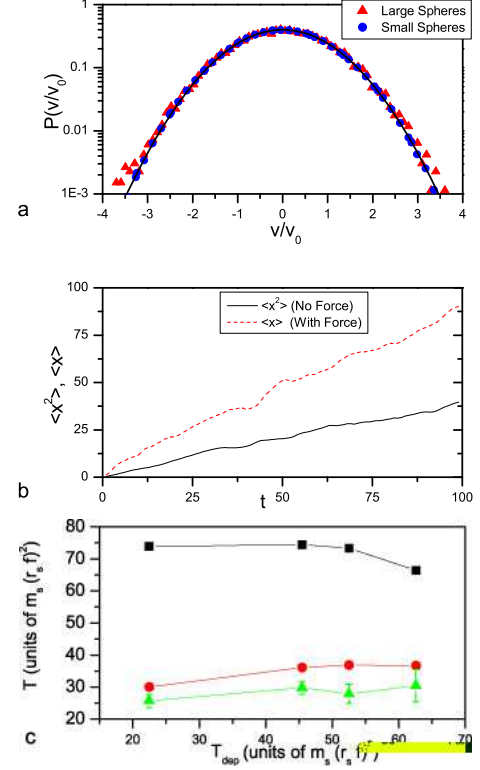 Large Spheres
Small Spheres
P(v/v0)
1
0.1
0.01
1E-3
-4 -3 -2 -1 0 1 2 3 4
v/v0
a
<x²> (No Force)
<x> (With Force)
<x²>, <x>
100
75
50
25
0
0 25 50 75 100
t
b
T (units of ms (rs f)²)
80
70
60
50
40
30
20
20 30 40 50 60 70
Tdep (units of ms (rs f)²)
c